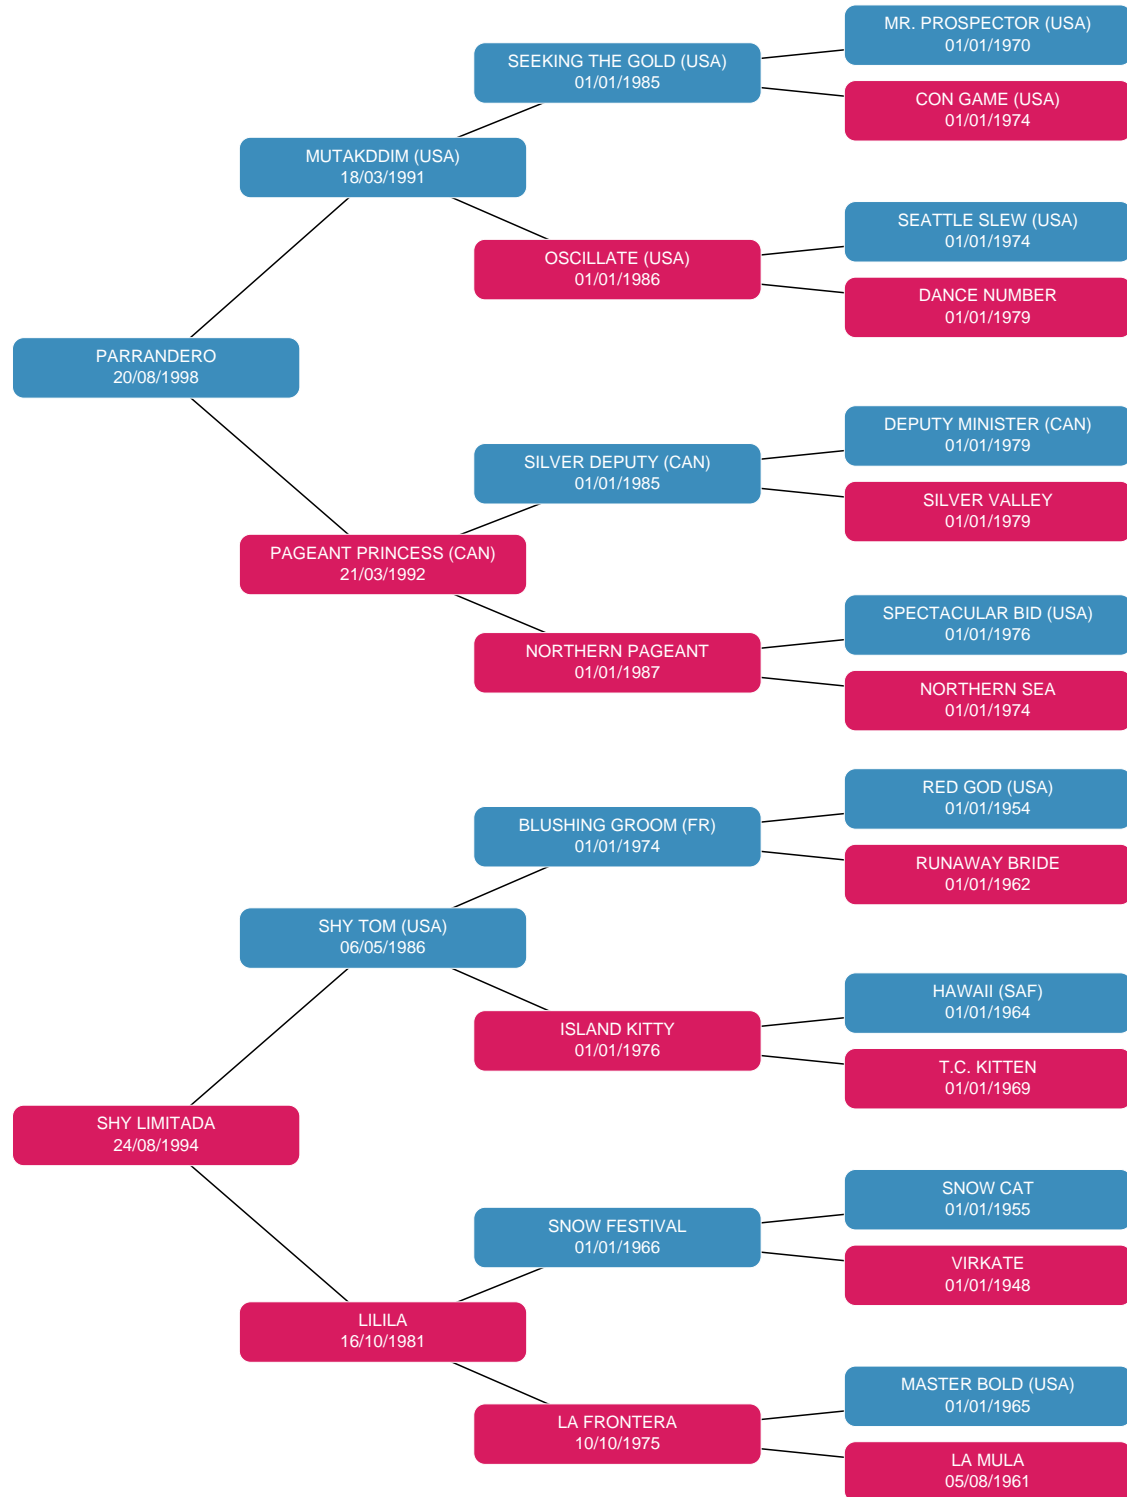 MR. PROSPECTOR (USA)
01/01/1970
SEEKING THE GOLD (USA)
01/01/1985
CON GAME (USA)
01/01/1974
MUTAKDDIM (USA)
18/03/1991
SEATTLE SLEW (USA)
01/01/1974
OSCILLATE (USA)
01/01/1986
DANCE NUMBER
01/01/1979
PARRANDERO
20/08/1998
DEPUTY MINISTER (CAN)
01/01/1979
SILVER DEPUTY (CAN)
01/01/1985
SILVER VALLEY
01/01/1979
PAGEANT PRINCESS (CAN)
21/03/1992
SPECTACULAR BID (USA)
01/01/1976
NORTHERN PAGEANT
01/01/1987
NORTHERN SEA
01/01/1974
RED GOD (USA)
01/01/1954
BLUSHING GROOM (FR)
01/01/1974
RUNAWAY BRIDE
01/01/1962
SHY TOM (USA)
06/05/1986
HAWAII (SAF)
01/01/1964
ISLAND KITTY
01/01/1976
T.C. KITTEN
01/01/1969
SHY LIMITADA
24/08/1994
SNOW CAT
01/01/1955
SNOW FESTIVAL
01/01/1966
VIRKATE
01/01/1948
LILILA
16/10/1981
MASTER BOLD (USA)
01/01/1965
LA FRONTERA
10/10/1975
LA MULA
05/08/1961